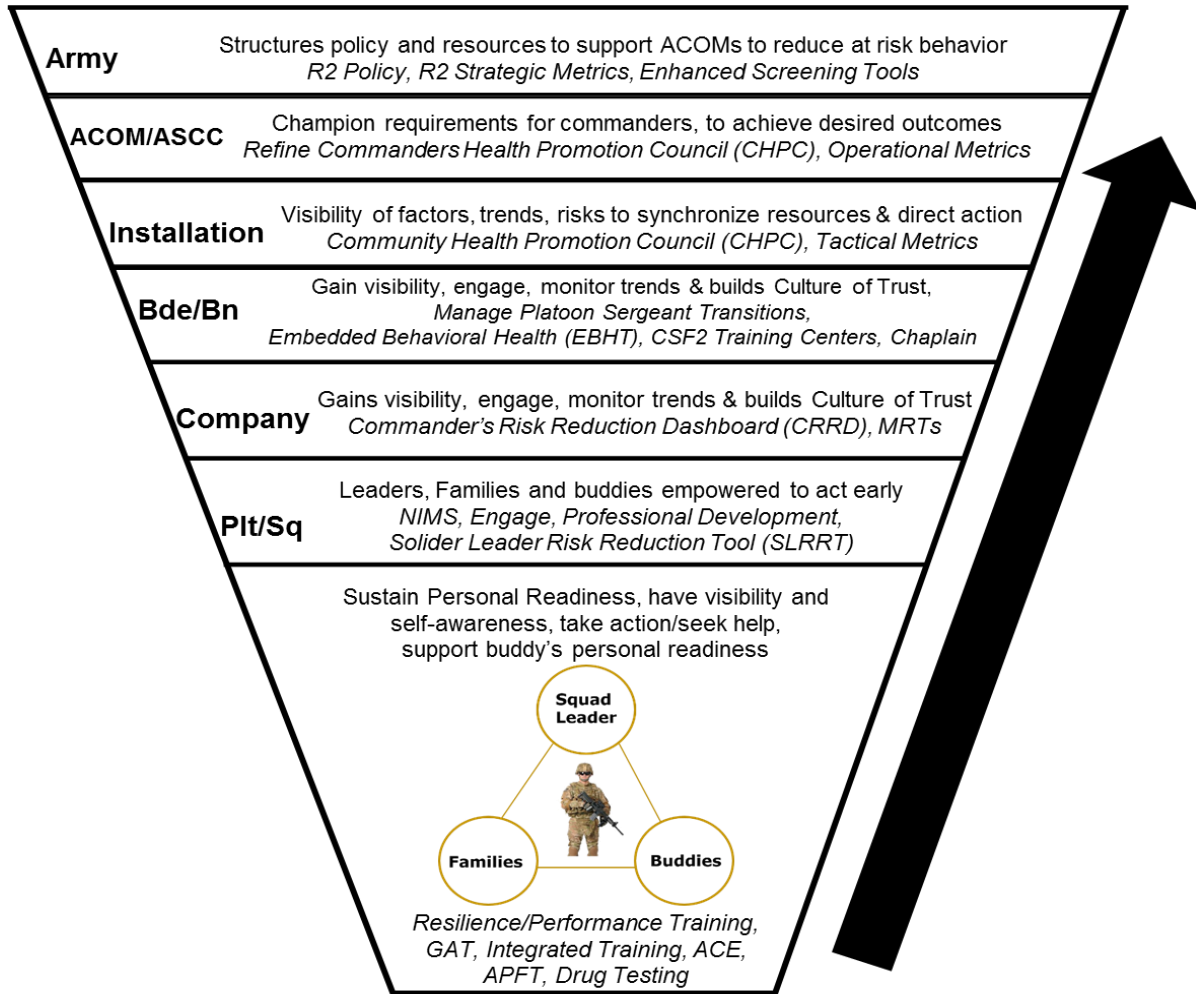 Army
Structures policy and resources to support ACOMs to reduce at risk behavior
R2 Policy, R2 Strategic Metrics, Enhanced Screening Tools
ACOM/ASCC
Champion requirements for commanders, to achieve desired outcomes
Refine Commanders Health Promotion Council (CHPC), Operational Metrics
Installation
Visibility of factors, trends, risks to synchronize resources & direct action
Community Health Promotion Council (CHPC), Tactical Metrics
Bde/Bn
Gain visibility, engage, monitor trends & builds Culture of Trust,
Manage Platoon Sergeant Transitions,
Embedded Behavioral Health (EBHT), CSF2 Training Centers, Chaplain
Company
Gains visibility, engage, monitor trends & builds Culture of Trust
Commander's Risk Reduction Dashboard (CRRD), MRTs
Plt/Sq
Leaders, Families and buddies empowered to act early
NIMS, Engage, Professional Development,
Solider Leader Risk Reduction Tool (SLRRT)
Sustain Personal Readiness, have visibility and
self-awareness, take action/seek help,
support buddy's personal readiness
Squad
Leader
Families
Buddies
Resilience/Performance Training,
GAT, Integrated Training, ACE,
APFT, Drug Testing